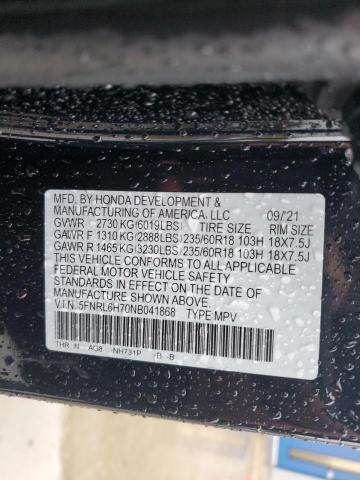 MFD. BY HONDA DEVELOPMENT &
MANUFACTURING OF AMERICA, LLC 09/21
GVWR 2730 KG(6019LBS) TIRE SIZE RIM SIZE
GAWR F 1310 KG(2888LBS)235/60R18 103H 18X7.5J
GAWR R 1465 KG(3230LBS)235/60R18 103H 18X7.5J
THIS VEHICLE CONFORMS TO ALL APPLICABLE
FEDERAL MOTOR VEHICLE SAFETY
STANDARDS IN EFFECT ON THE DATE OF
MANUFACTURE SHOWN ABOVE.
V.I.N. 5FNRL6H70NB041868 TYPE MPV
THR N AG8 -NH731P /B -B